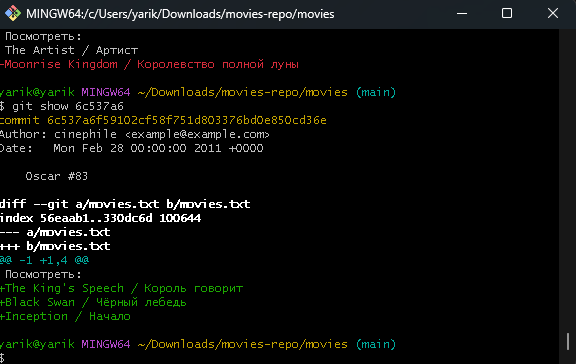 MINGW64:/c/Users/yarik/Downloads/movies-repo/movies
Посмотреть:
The Artist / Артист
-Moonrise Kingdom / Королевство полной луны
yarik@yarik MINGW64 ~/Downloads/movies-repo/movies (main)
$ git show 6c537a6
commit 6c537a6f59102cf58f751d803376bd0e850cd36e
Author: cinephile <example@example.com>
Date:   Mon Feb 28 00:00:00 2011 +0000
Oscar #83
diff --git a/movies.txt b/movies.txt
index 56eaab1..330dc6d 100644
--- a/movies.txt
+++ b/movies.txt
@@ -1 +1,4 @@
Посмотреть:
+The King's Speech / Король говорит
+Black Swan / Чёрный лебедь
+Inception / Начало
yarik@yarik MINGW64 ~/Downloads/movies-repo/movies (main)
$